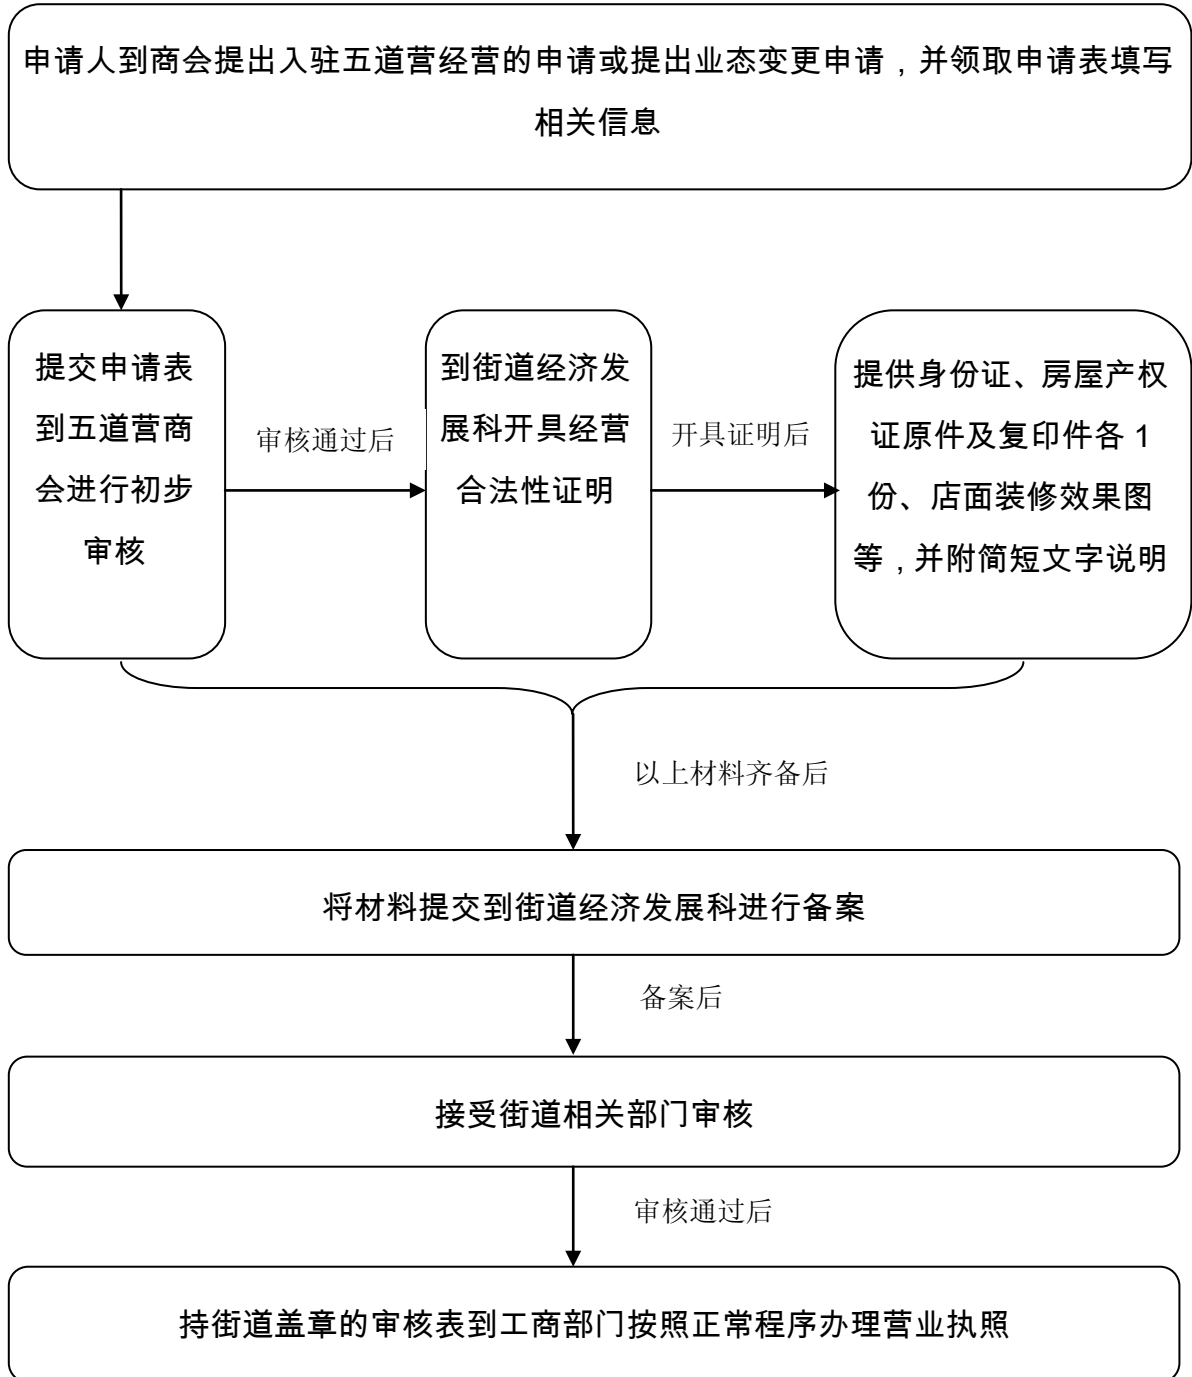 申请人到商会提出入驻五道营经营的申请或提出业态变更申请，并领取申请表填写
相关信息
提交申请表
到五道营商
会进行初步
审核
审核通过后
到街道经济发
展科开具经营
合法性证明
开具证明后
提供身份证、房屋产权
证原件及复印件各 1
份、店面装修效果图
等，并附简短文字说明
以上材料齐备后
将材料提交到街道经济发展科进行备案
备案后
接受街道相关部门审核
审核通过后
持街道盖章的审核表到工商部门按照正常程序办理营业执照